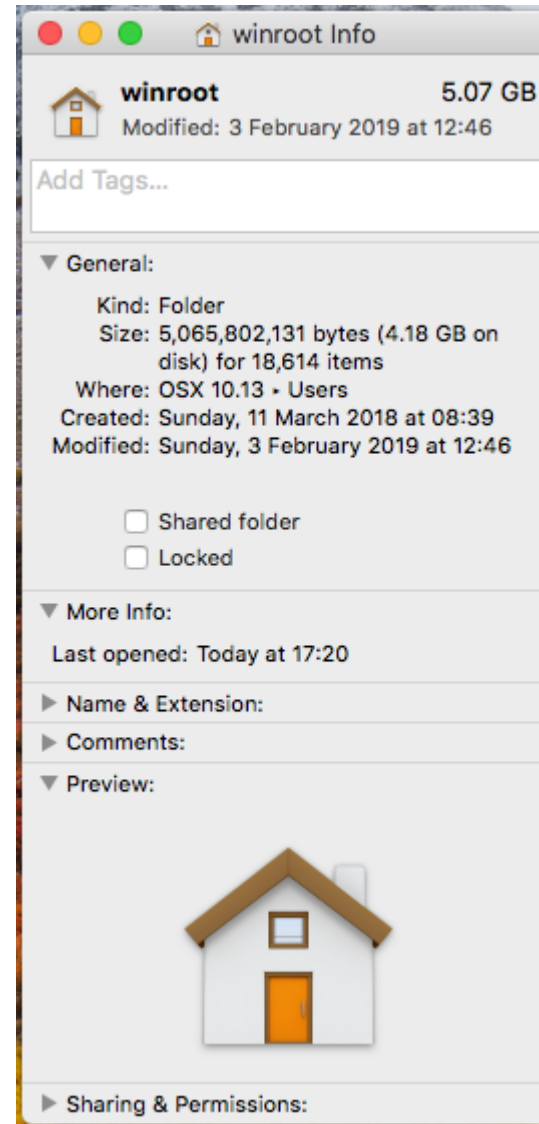 winroot Info
winroot 5.07 GB
Modified: 3 February 2019 at 12:46
Add Tags...
General:
Kind: Folder
Size: 5,065,802,131 bytes (4.18 GB on
disk) for 18,614 items
Where: OSX 10.13 ▸ Users
Created: Sunday, 11 March 2018 at 08:39
Modified: Sunday, 3 February 2019 at 12:46
Shared folder
Locked
More Info:
Last opened: Today at 17:20
Name & Extension:
Comments:
Preview:
Sharing & Permissions: